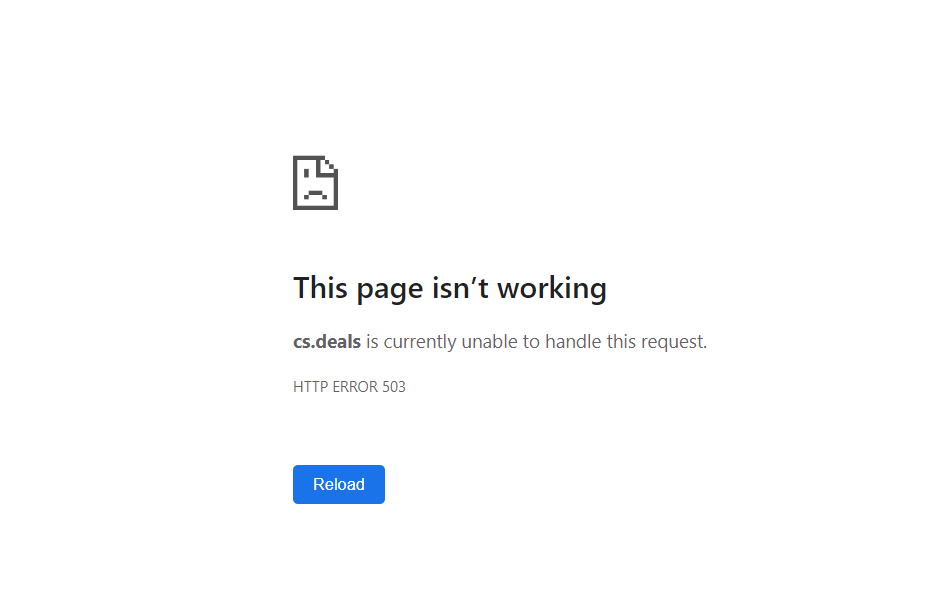 This page isn’t working
cs.deals is currently unable to handle this request.
HTTP ERROR 503
Reload